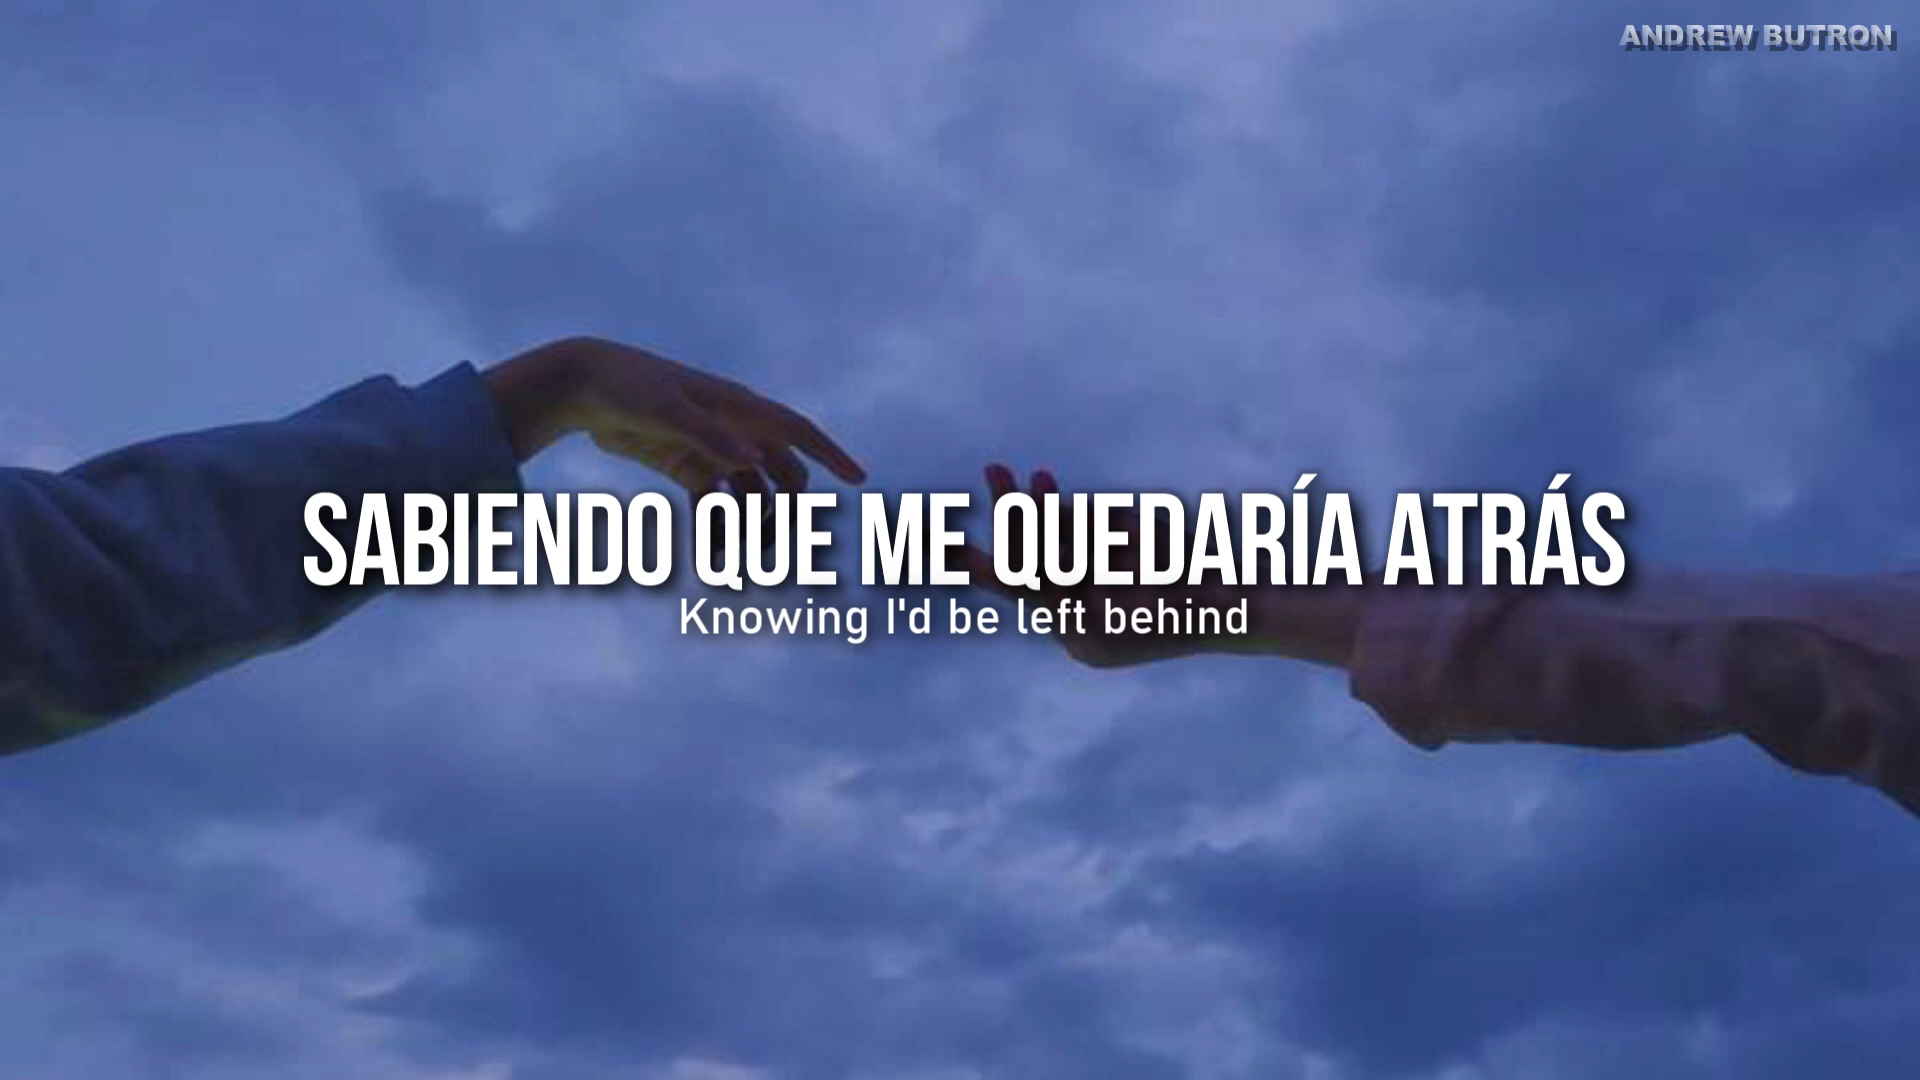 ANDREW BUTRON
SABIENDO QUE ME QUEDARÍA ATRÁS
Knowing I'd be left behind